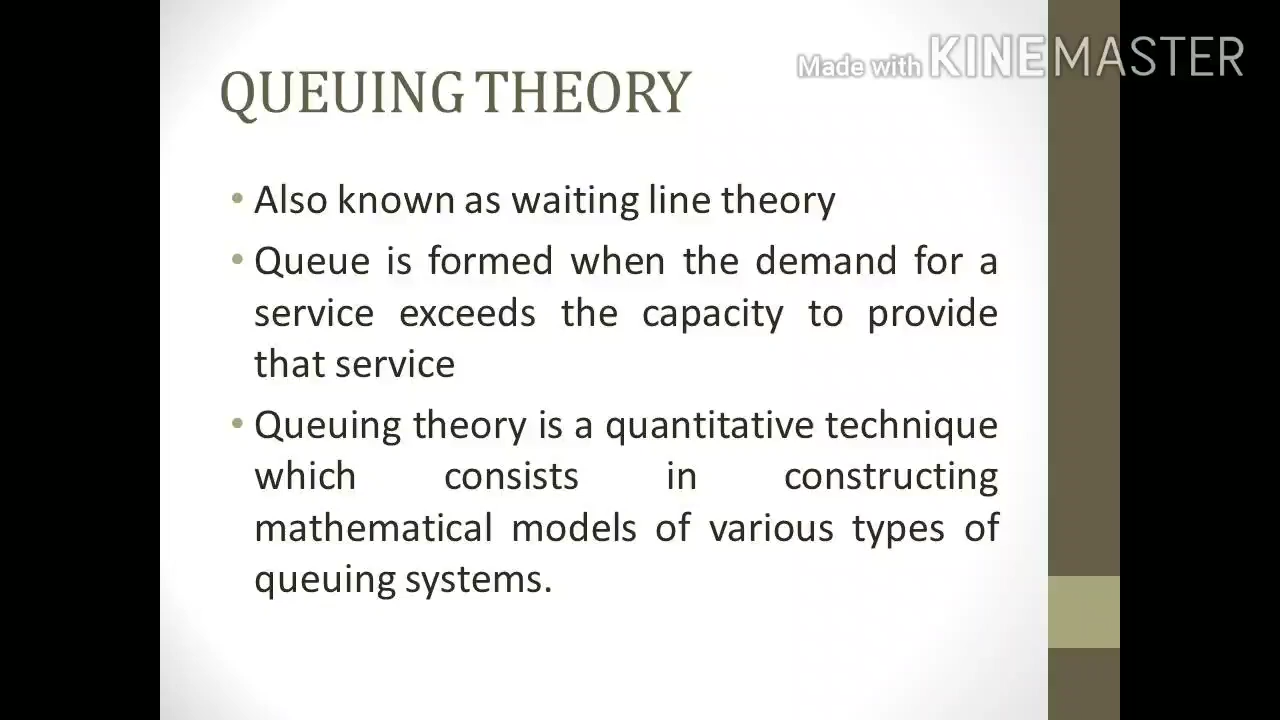 Made with KINEMASTER
QUEUING THEORY
• Also known as waiting line theory
• Queue is formed when the demand for a
service exceeds the capacity to provide
that service
• Queuing theory is a quantitative technique
which consists in constructing
mathematical models of various types of
queuing systems.